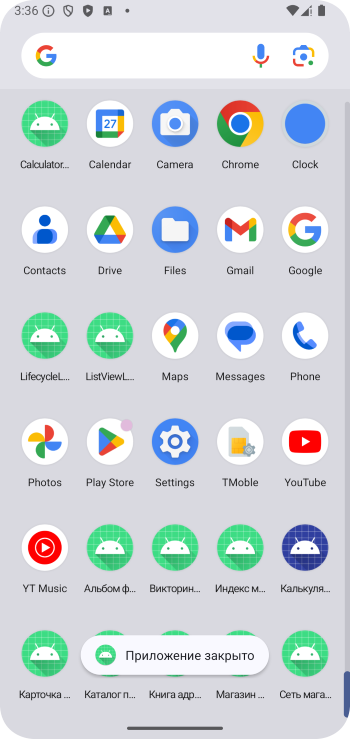 3:36
Calculator...
Calendar
Camera
Chrome
Clock
27
Contacts
Drive
Files
Gmail
Google
LifecycleL...
ListViewL...
Maps
Messages
Phone
Photos
Play Store
Settings
TMoble
YouTube
YT Music
Альбом ф...
Викторин...
Индекс м...
Калькуля...
Приложение закрыто
Карточка ...
Каталог п...
Книга адр...
Магазин ...
Сеть мага...